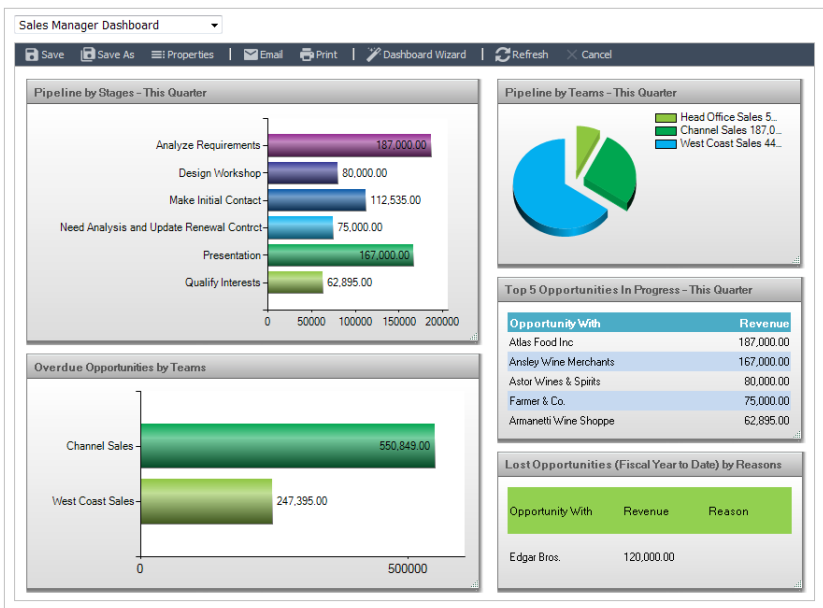 Sales Manager Dashboard
Save Save As Properties Email Print Dashboard Wizard Refresh Cancel
Pipeline by Stages - This Quarter
Analyze Requirements 187,000.00
Design Workshop 80,000.00
Make Initial Contact 112,535.00
Need Analysis and Update Renewal Contrct 75,000.00
Presentation 167,000.00
Qualify Interests 62,895.00
0 50000 100000 150000 200000
Pipeline by Teams - This Quarter
Head Office Sales 5...
Channel Sales 187,0...
West Coast Sales 44...
Top 5 Opportunities In Progress - This Quarter
Opportunity With Revenue
Atlas Food Inc 187,000.00
Ansley Wine Merchants 167,000.00
Astor Wines & Spirits 80,000.00
Farmer & Co. 75,000.00
Armanetti Wine Shoppe 62,895.00
Overdue Opportunities by Teams
Channel Sales 550,849.00
West Coast Sales 247,395.00
0 500000
Lost Opportunities (Fiscal Year to Date) by Reasons
Opportunity With Revenue Reason
Edgar Bros. 120,000.00